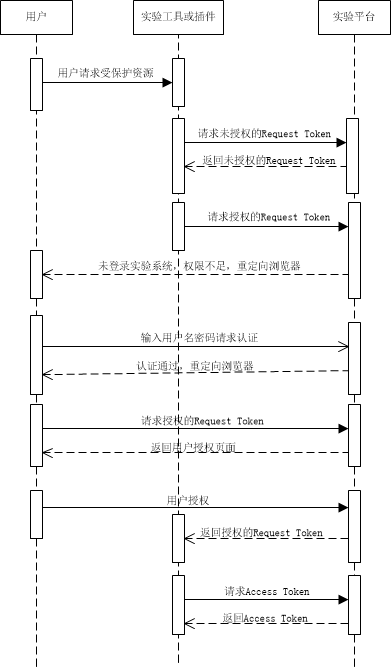 用户
实验工具或插件
实验平台
用户请求受保护资源
请求未授权的Request Token
返回未授权的Request Token
请求授权的Request Token
未登录实验系统，权限不足，重定向浏览器
输入用户名密码请求认证
认证通过，重定向浏览器
请求授权的Request Token
返回用户授权页面
用户授权
返回授权的Request Token
请求Access Token
返回Access Token